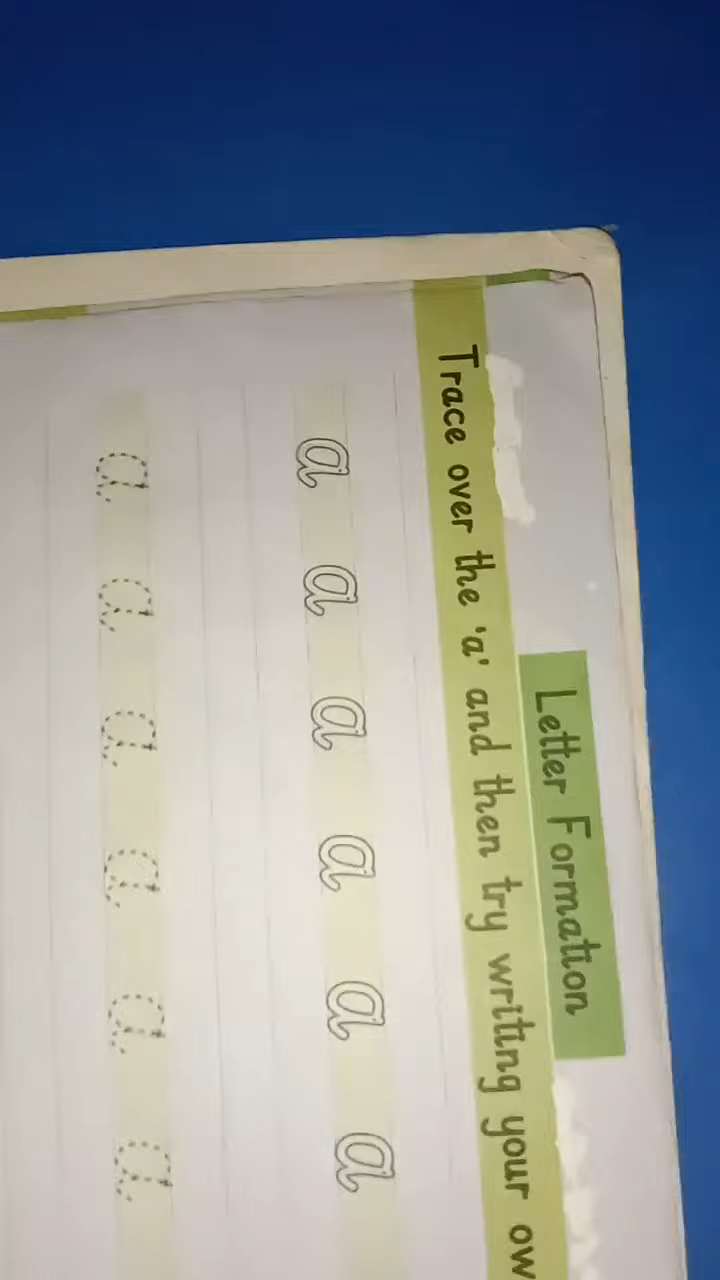 Letter Formation
Trace over the 'a' and then try writing your ow
a a a a a a
a a a a a a